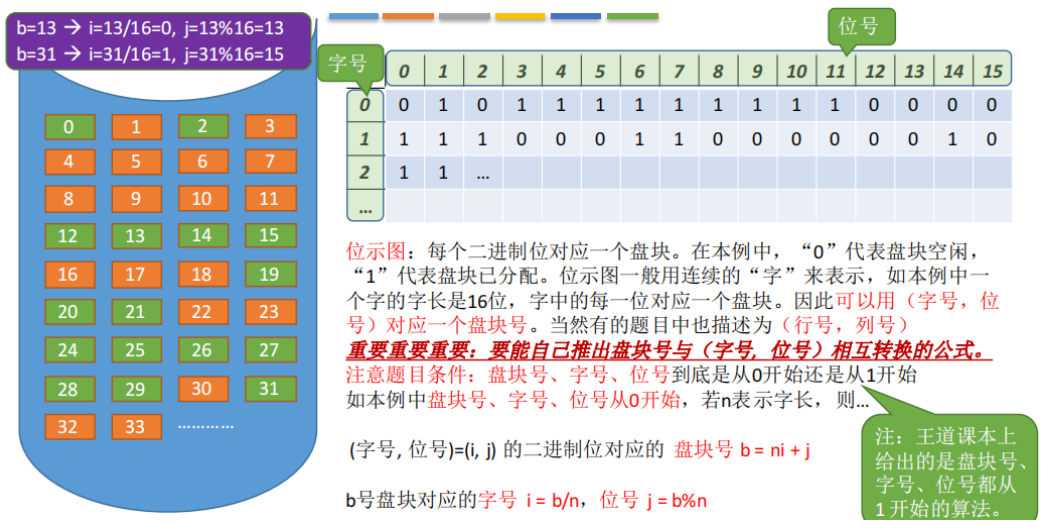 b=13 → i=13/16=0, j=13%16=13
b=31 → i=31/16=1, j=31%16=15
0 1 2 3
4 5 6 7
8 9 10 11
12 13 14 15
16 17 18 19
20 21 22 23
24 25 26 27
28 29 30 31
32 33 …………
位号
字号
0 1 2 3 4 5 6 7 8 9 10 11 12 13 14 15
0 0 1 0 1 1 1 1 1 1 1 1 1 0 0 0 0
1 1 1 1 0 0 0 1 1 0 0 0 0 0 0 1 0
2 1 1 …
…
位示图：每个二进制位对应一个盘块。在本例中，“0”代表盘块空闲，
“1”代表盘块已分配。位示图一般用连续的“字”来表示，如本例中一
个字的字长是16位，字中的每一位对应一个盘块。因此可以用（字号，位
号）对应一个盘块号。当然有的题目中也描述为（行号，列号）
重要重要重要：要能自己推出盘块号与（字号, 位号）相互转换的公式。
注意题目条件：盘块号、字号、位号到底是从0开始还是从1开始
如本例中盘块号、字号、位号从0开始，若n表示字长，则…
(字号, 位号)=(i, j) 的二进制位对应的 盘块号 b = ni + j
b号盘块对应的字号 i = b/n，位号 j = b%n
注：王道课本上
给出的是盘块号、
字号、位号都从
1开始的算法。